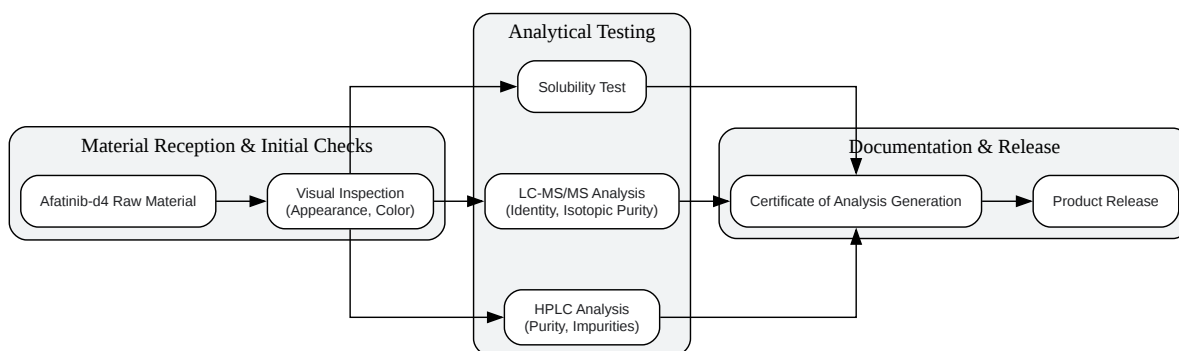 Material Reception & Initial Checks
Afatinib-d4 Raw Material
Visual Inspection
(Appearance, Color)
Analytical Testing
Solubility Test
LC-MS/MS Analysis
(Identity, Isotopic Purity)
HPLC Analysis
(Purity, Impurities)
Documentation & Release
Certificate of Analysis Generation
Product Release